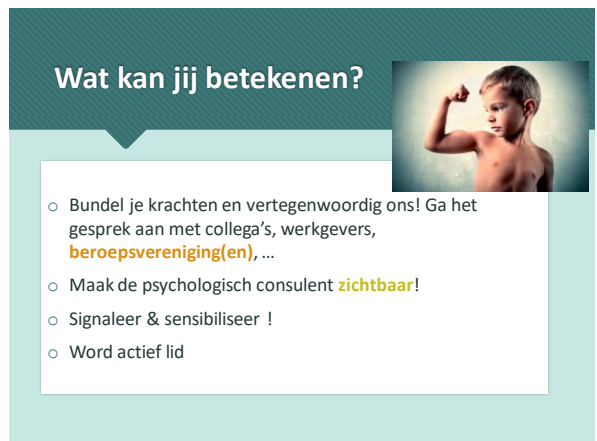 Wat kan jij betekenen?
o Bundel je krachten en vertegenwoordig ons! Ga het
gesprek aan met collega’s, werkgevers,
beroepsvereniging(en), …
o Maak de psychologisch consulent zichtbaar!
o Signaleer & sensibiliseer !
o Word actief lid